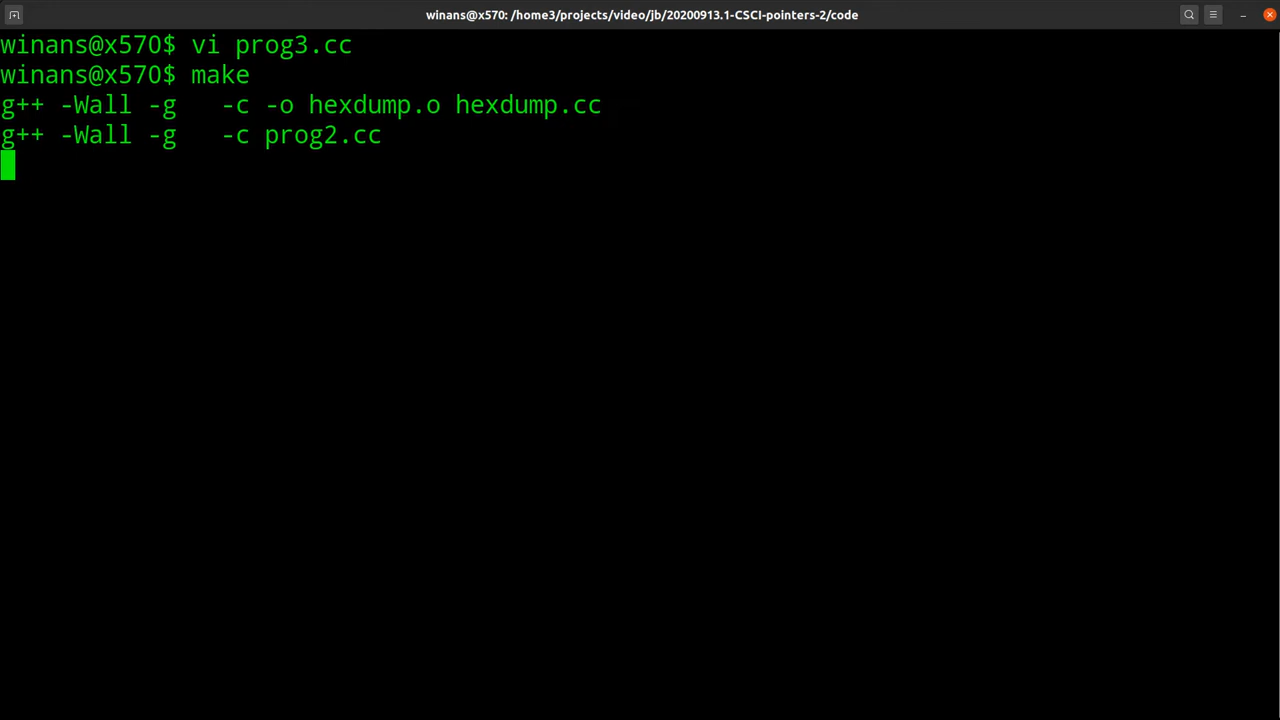 winans@x570: /home3/projects/video/jb/20200913.1-CSCI-pointers-2/code
winans@x570$ vi prog3.cc
winans@x570$ make
g++ -Wall -g   -c -o hexdump.o hexdump.cc
g++ -Wall -g   -c prog2.cc